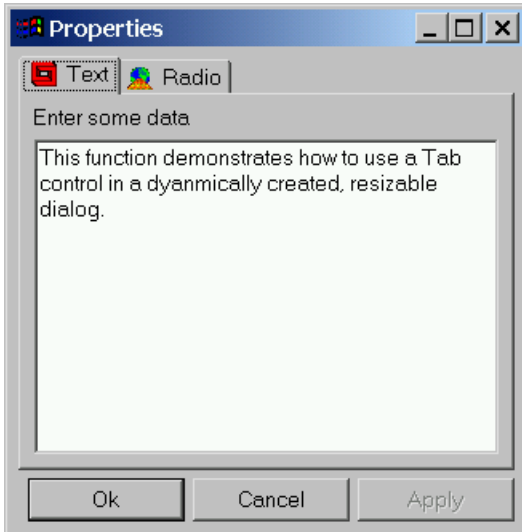 Properties
Text Radio
Enter some data
This function demonstrates how to use a Tab
control in a dyanmically created, resizable
dialog.
Ok Cancel Apply